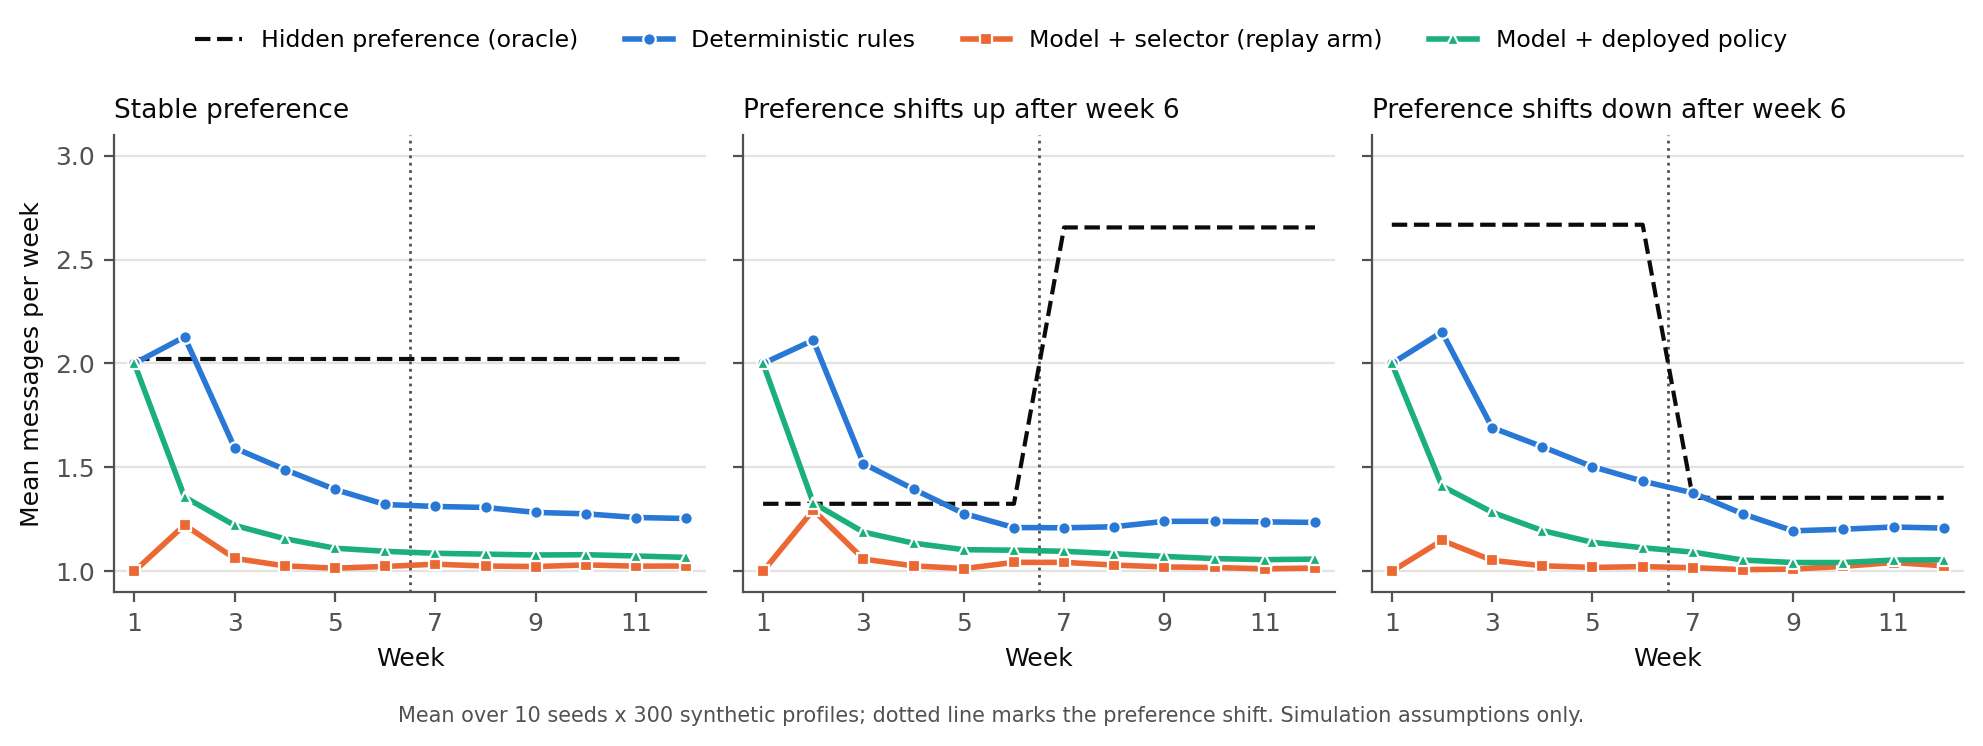 Hidden preference (oracle) Deterministic rules Model + selector (replay arm) Model + deployed policy
Stable preference
Preference shifts up after week 6
Preference shifts down after week 6
Mean messages per week
3.0
2.5
2.0
1.5
1.0
1 3 5 7 9 11
1 3 5 7 9 11
1 3 5 7 9 11
Week
Week
Week
Mean over 10 seeds x 300 synthetic profiles; dotted line marks the preference shift. Simulation assumptions only.